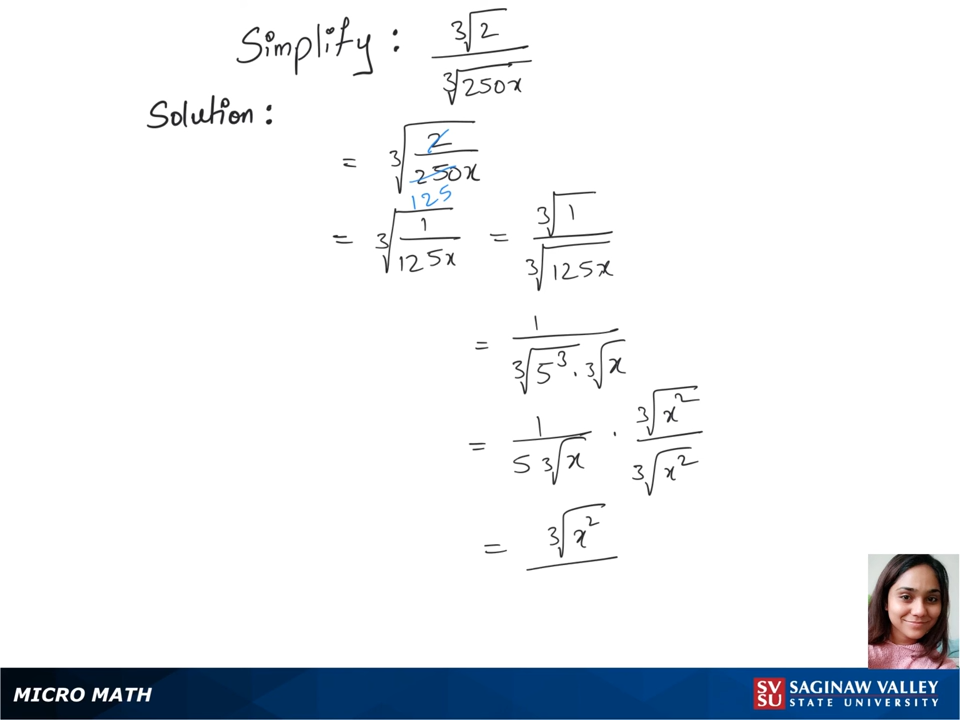 Simplify : ∛2 / ∛250x
Solution :
= ∛(2 / 250x)
125
= ∛(1 / 125x) = ∛1 / ∛125x
= 1 / ∛5³ · ∛x
= 1 / 5 ∛x · ∛x² / ∛x²
= ∛x²
MICRO MATH
SV SU SAGINAW VALLEY
STATE UNIVERSITY